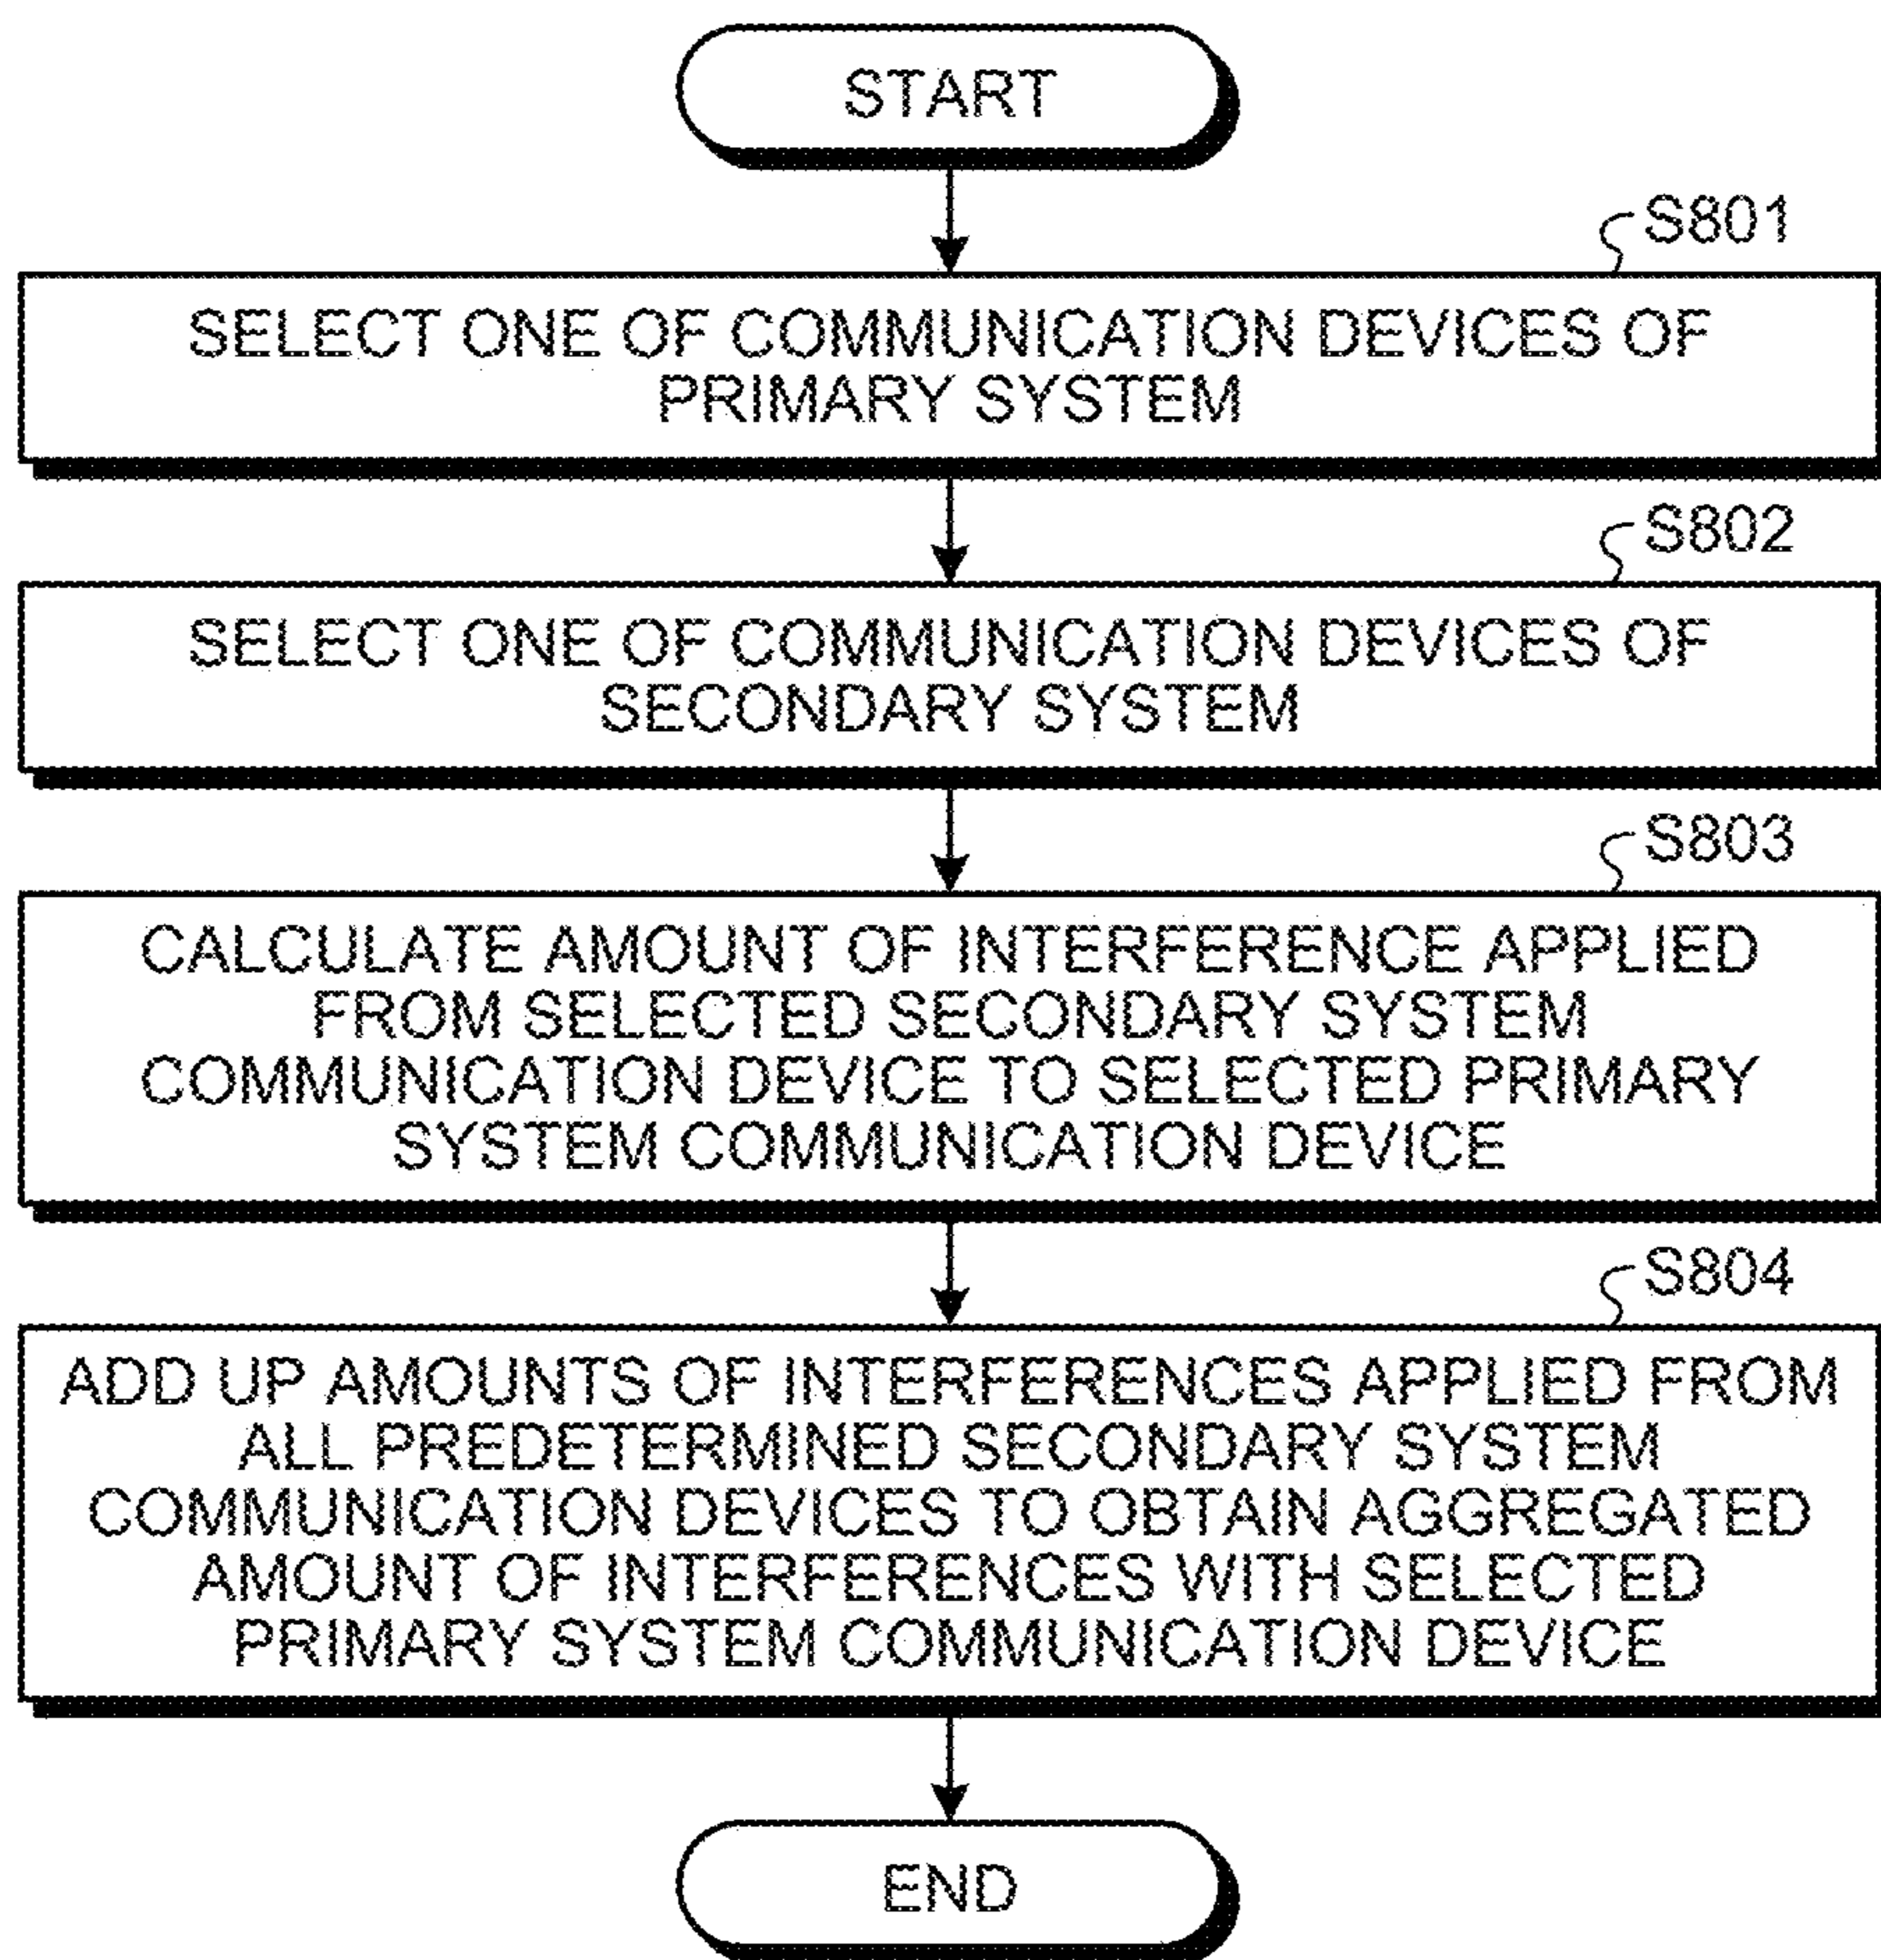 START
S801
SELECT ONE OF COMMUNICATION DEVICES OF
PRIMARY SYSTEM
S802
SELECT ONE OF COMMUNICATION DEVICES OF
SECONDARY SYSTEM
S803
CALCULATE AMOUNT OF INTERFERENCE APPLIED
FROM SELECTED SECONDARY SYSTEM
COMMUNICATION DEVICE TO SELECTED PRIMARY
SYSTEM COMMUNICATION DEVICE
S804
ADD UP AMOUNTS OF INTERFERENCES APPLIED FROM
ALL PREDETERMINED SECONDARY SYSTEM
COMMUNICATION DEVICES TO OBTAIN AGGREGATED
AMOUNT OF INTERFERENCES WITH SELECTED
PRIMARY SYSTEM COMMUNICATION DEVICE
END